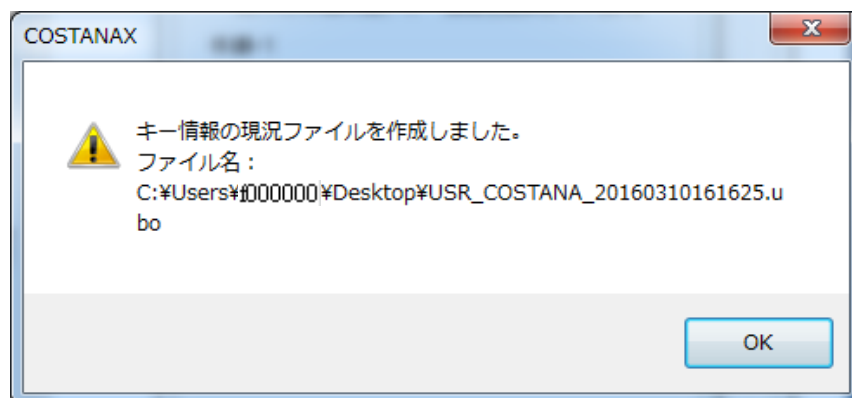 COSTANAX
キー情報の現況ファイルを作成しました。
ファイル名：
C:¥Users¥f000000¥Desktop¥USR_COSTANA_20160310161625.u
bo
OK